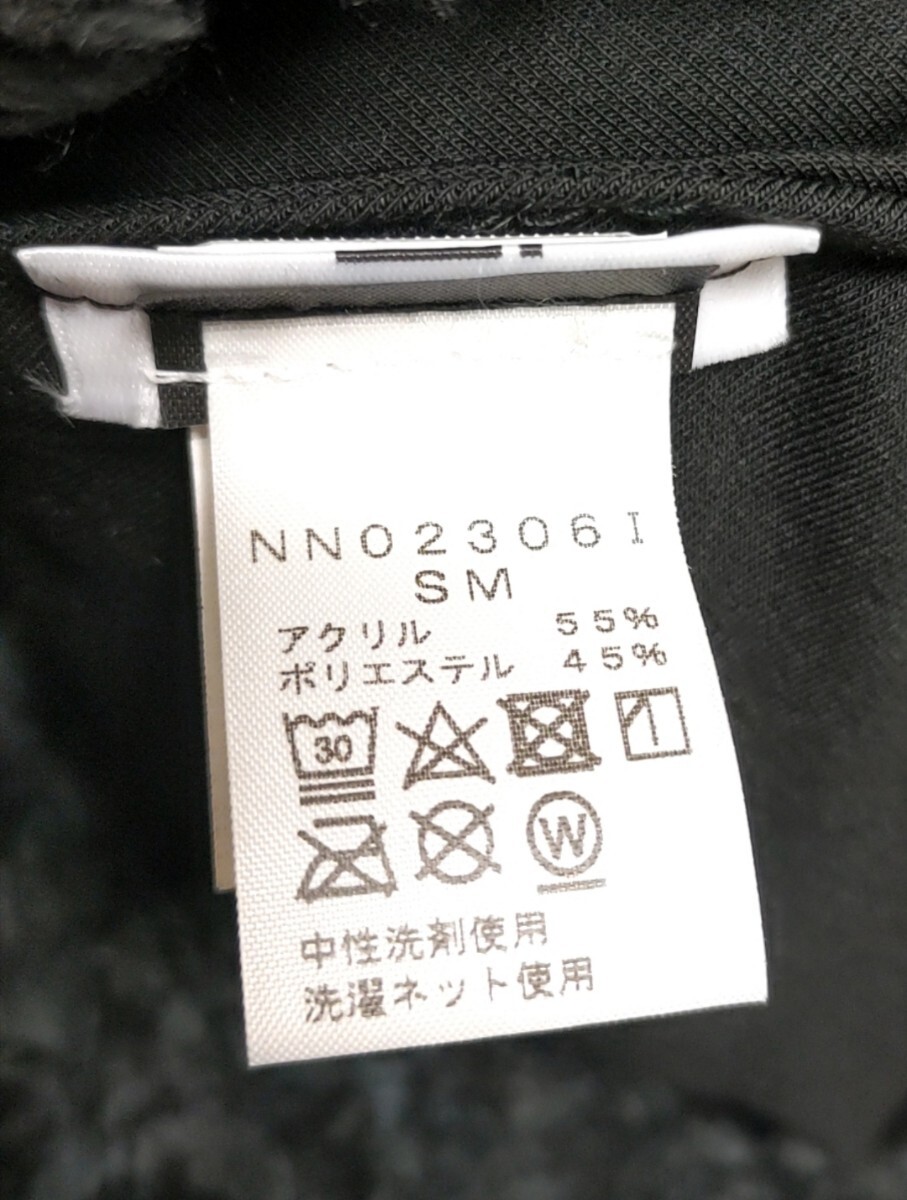 NN02306I
SM
アクリル 55%
ポリエステル 45%
30
W
中性洗剤使用
洗濯ネット使用